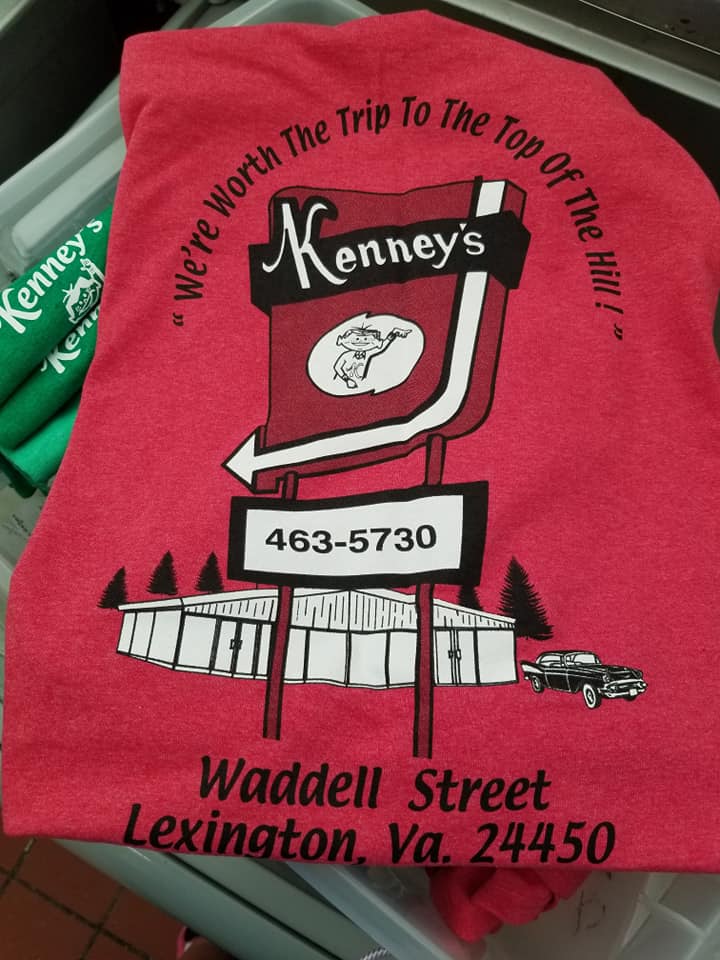 “ We're Worth The Trip To The Top Of The Hill ! ”
Kenney's
463-5730
Waddell Street
Lexington, Va. 24450
Kenney's